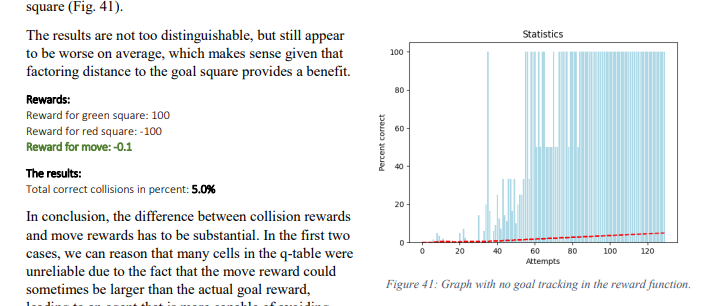 square (Fig. 41).
The results are not too distinguishable, but still appear
to be worse on average, which makes sense given that
factoring distance to the goal square provides a benefit.
Rewards:
Reward for green square: 100
Reward for red square: -100
Reward for move: -0.1
The results:
Total correct collisions in percent: 5.0%
In conclusion, the difference between collision rewards
and move rewards has to be substantial. In the first two
cases, we can reason that many cells in the q-table were
unreliable due to the fact that the move reward could
sometimes be larger than the actual goal reward,
leading to an agent that is more capable of avoiding
Statistics
Percent correct
100
80
60
40
20
0
0 20 40 60 80 100 120
Attempts
Figure 41: Graph with no goal tracking in the reward function.